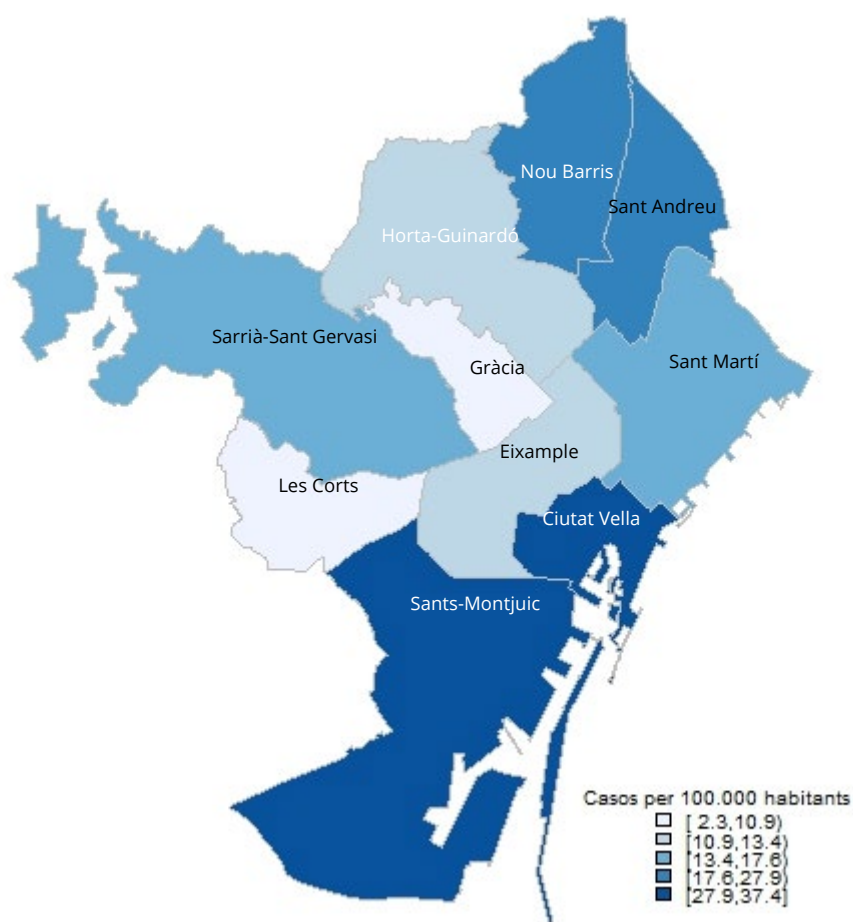 Nou Barris
Sant Andreu
Horta-Guinardó
Sarrià-Sant Gervasi
Gràcia
Sant Martí
Eixample
Les Corts
Ciutat Vella
Sants-Montjuic
Casos per 100.000 habitants
[ 2.3,10.9)
[10.9,13.4)
[13.4,17.6)
[17.6,27.9)
[27.9,37.4]